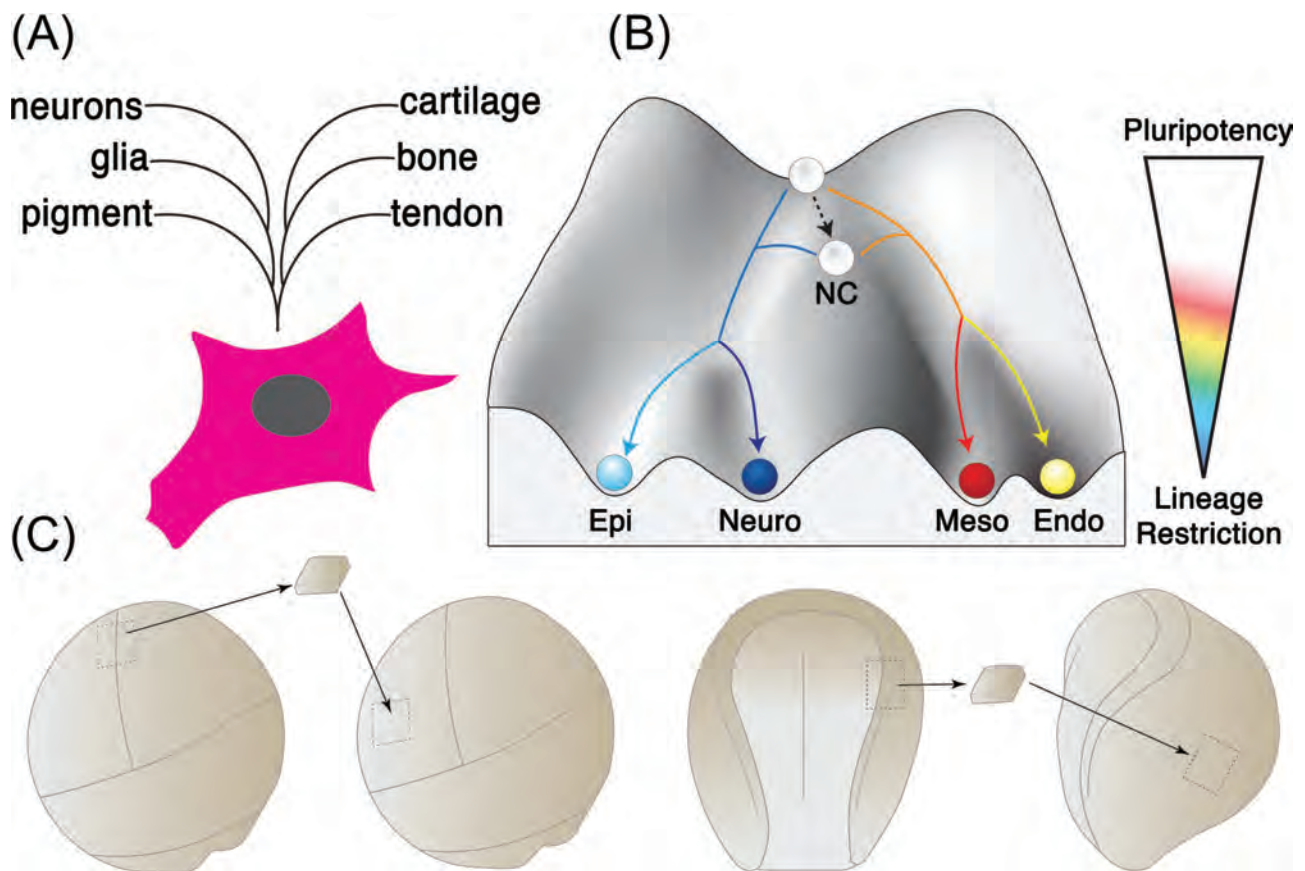 (A)
neurons
glia
pigment
cartilage
bone
tendon
(B)
NC
Epi
Neuro
Meso
Endo
Pluripotency
Lineage
Restriction
(C)